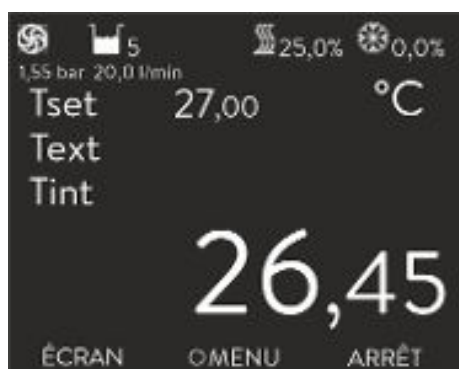 5 25,0% 0,0%
1,55 bar 20,0 l/min
Tset 27,00 °C
Text
Tint
26,45
ÉCRAN OMENU ARRÊT